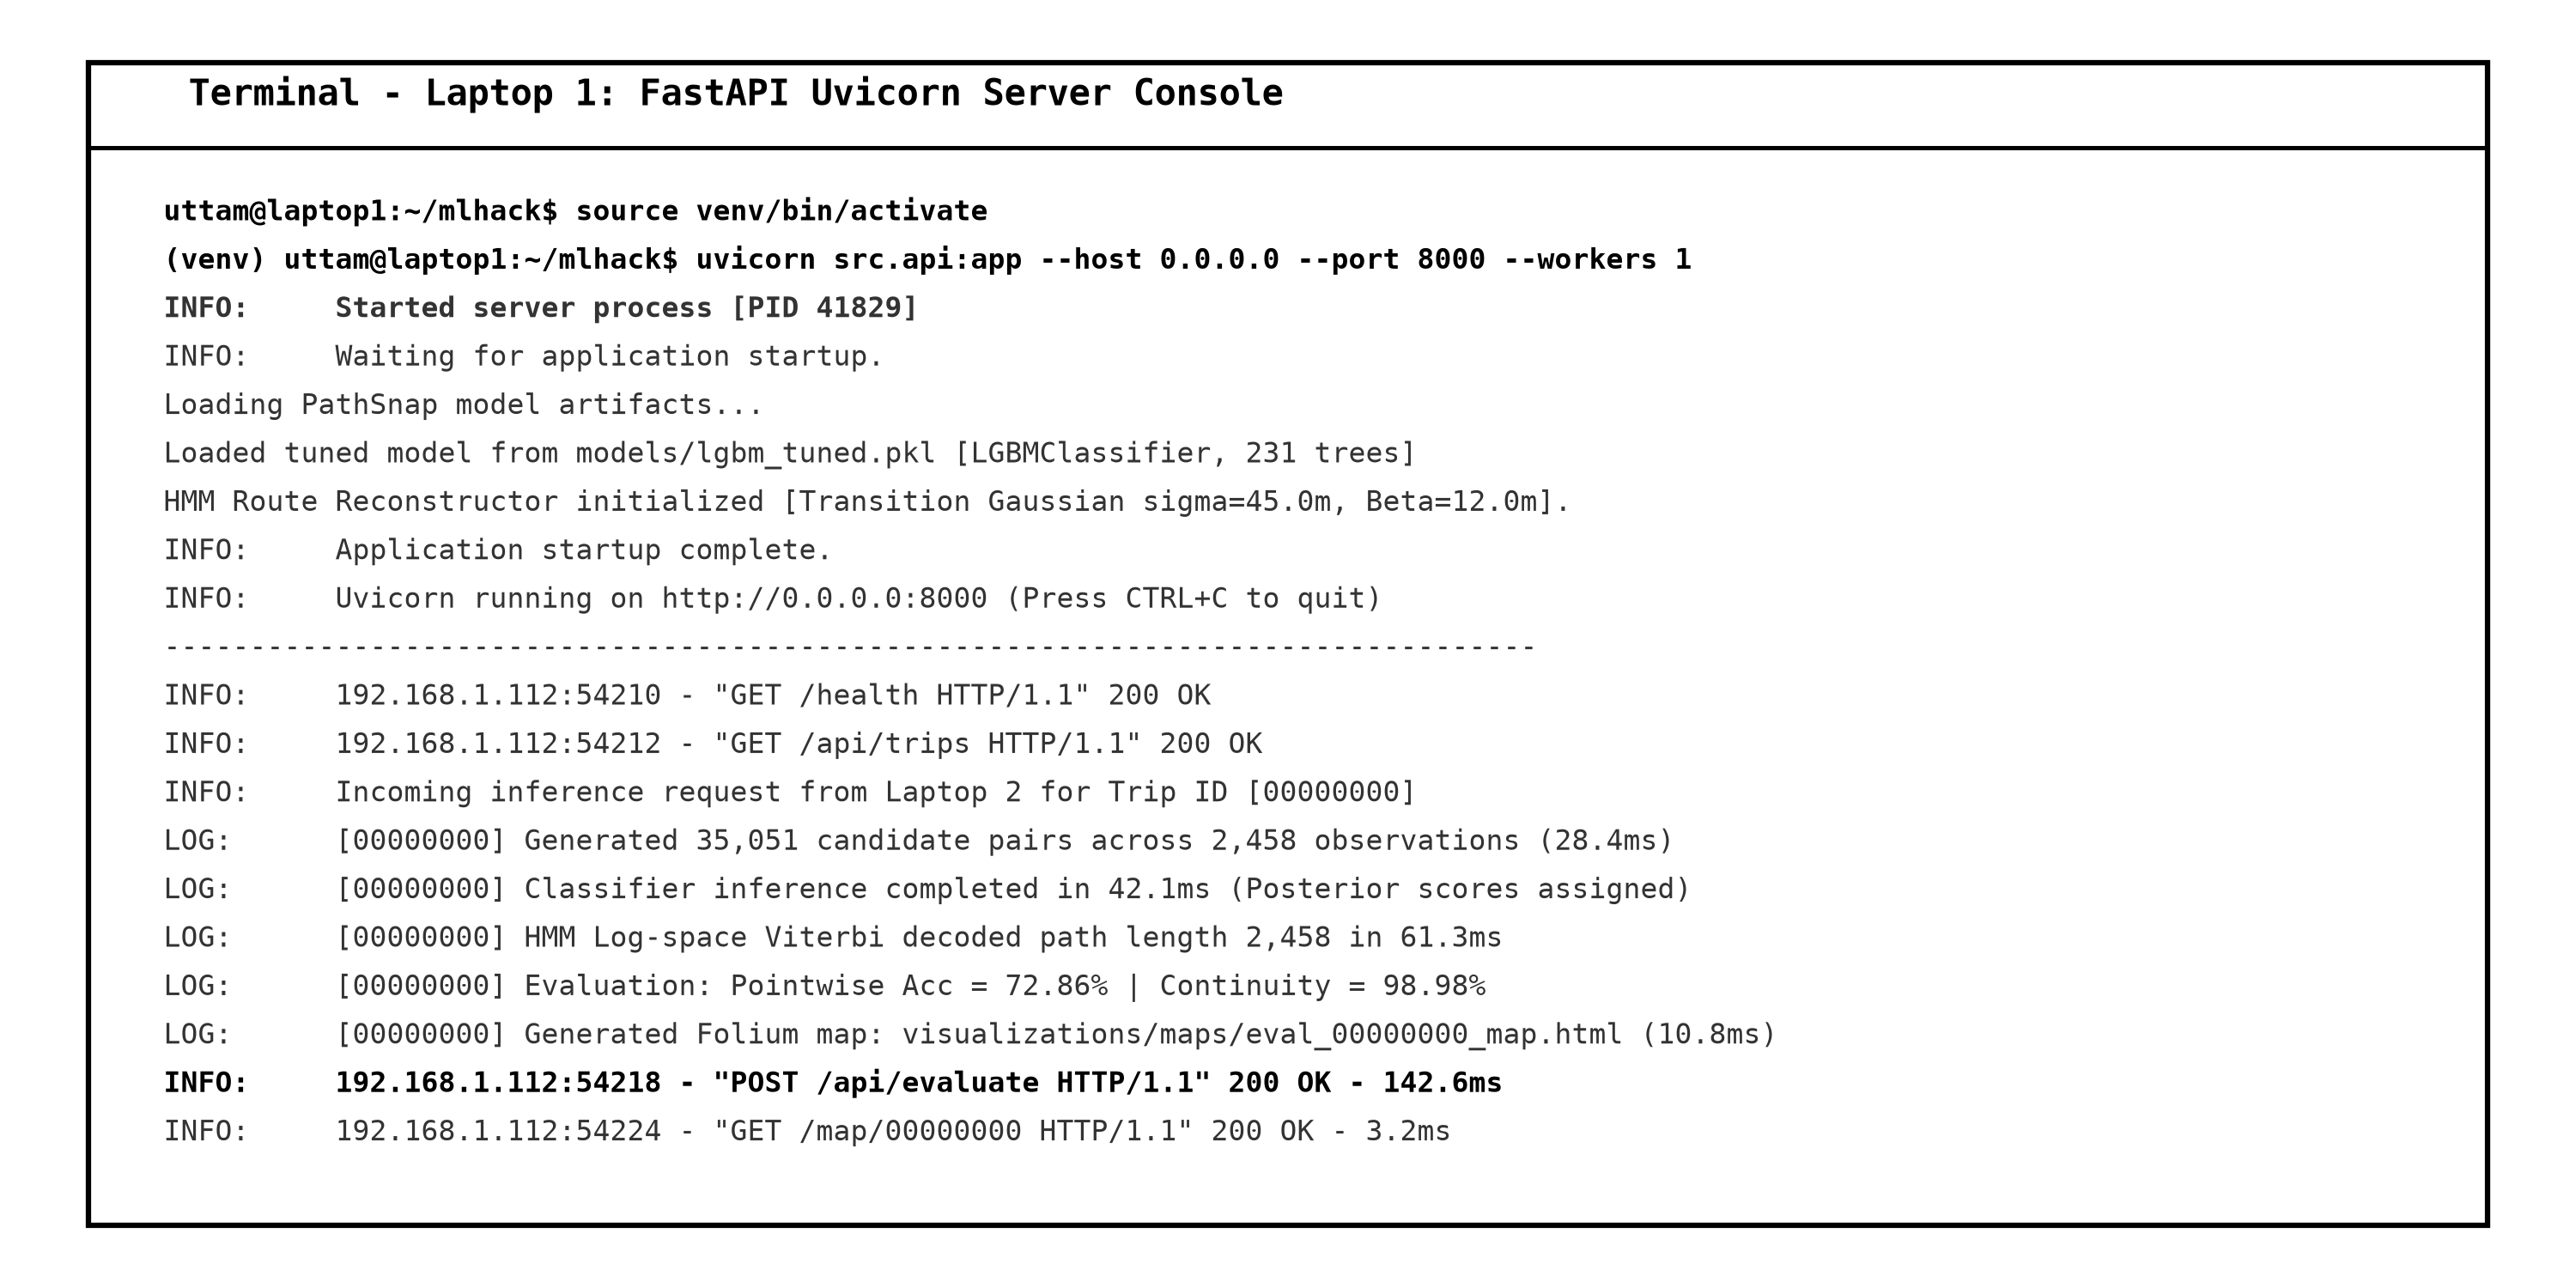 Terminal - Laptop 1: FastAPI Uvicorn Server Console
uttam@laptop1:~/mlhack$ source venv/bin/activate
(venv) uttam@laptop1:~/mlhack$ uvicorn src.api:app --host 0.0.0.0 --port 8000 --workers 1
INFO:     Started server process [PID 41829]
INFO:     Waiting for application startup.
Loading PathSnap model artifacts...
Loaded tuned model from models/lgbm_tuned.pkl [LGBMClassifier, 231 trees]
HMM Route Reconstructor initialized [Transition Gaussian sigma=45.0m, Beta=12.0m].
INFO:     Application startup complete.
INFO:     Uvicorn running on http://0.0.0.0:8000 (Press CTRL+C to quit)
--------------------------------------------------------------------------------
INFO:     192.168.1.112:54210 - "GET /health HTTP/1.1" 200 OK
INFO:     192.168.1.112:54212 - "GET /api/trips HTTP/1.1" 200 OK
INFO:     Incoming inference request from Laptop 2 for Trip ID [00000000]
LOG:      [00000000] Generated 35,051 candidate pairs across 2,458 observations (28.4ms)
LOG:      [00000000] Classifier inference completed in 42.1ms (Posterior scores assigned)
LOG:      [00000000] HMM Log-space Viterbi decoded path length 2,458 in 61.3ms
LOG:      [00000000] Evaluation: Pointwise Acc = 72.86% | Continuity = 98.98%
LOG:      [00000000] Generated Folium map: visualizations/maps/eval_00000000_map.html (10.8ms)
INFO:     192.168.1.112:54218 - "POST /api/evaluate HTTP/1.1" 200 OK - 142.6ms
INFO:     192.168.1.112:54224 - "GET /map/00000000 HTTP/1.1" 200 OK - 3.2ms